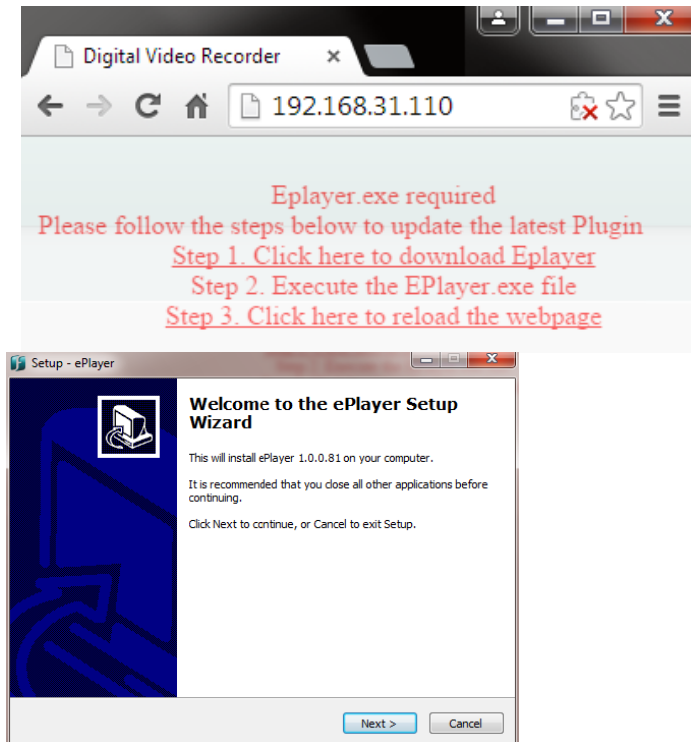 Digital Video Recorder
192.168.31.110
Eplayer.exe required
Please follow the steps below to update the latest Plugin
Step 1. Click here to download Eplayer
Step 2. Execute the EPlayer.exe file
Step 3. Click here to reload the webpage
Setup - ePlayer
Welcome to the ePlayer Setup
Wizard
This will install ePlayer 1.0.0.81 on your computer.
It is recommended that you close all other applications before
continuing.
Click Next to continue, or Cancel to exit Setup.
Next >
Cancel